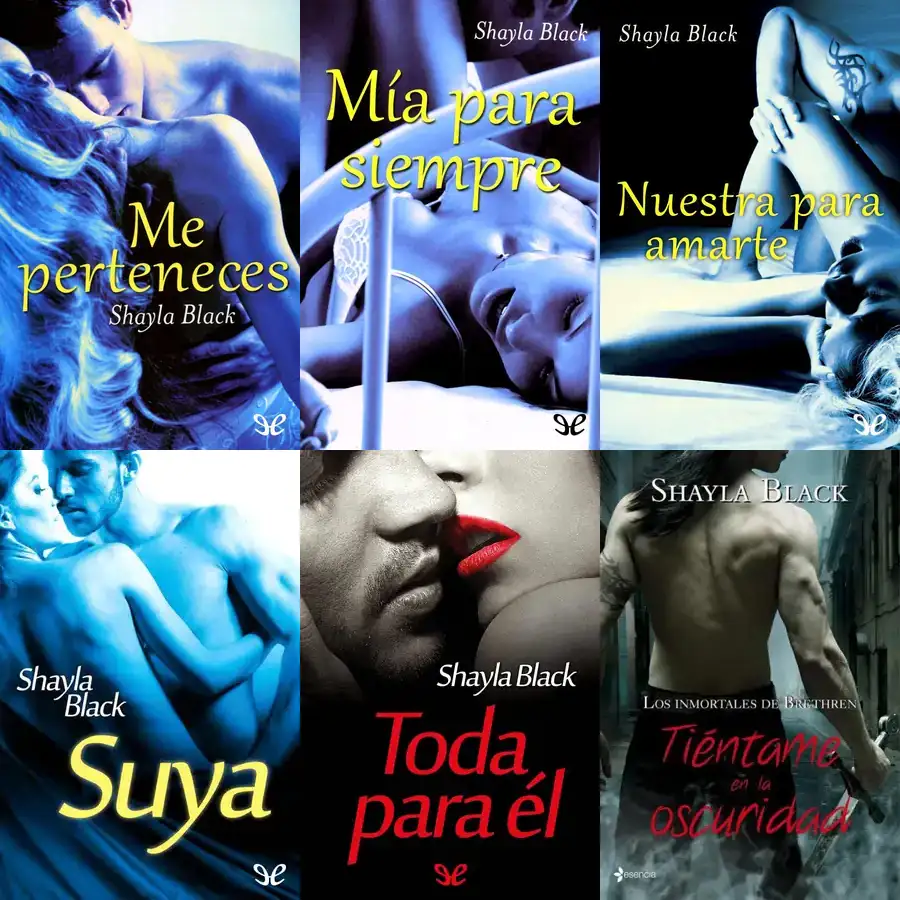 Me
perteneces
Shayla Black
Shayla Black
Mía para
siempre
Shayla Black
Nuestra para
amarte
Shayla
Black
Suya
Shayla Black
Toda
para él
SHAYLA BLACK
LOS INMORTALES DE BRETHREN
Tiéntame
en la
oscuridad
esencia